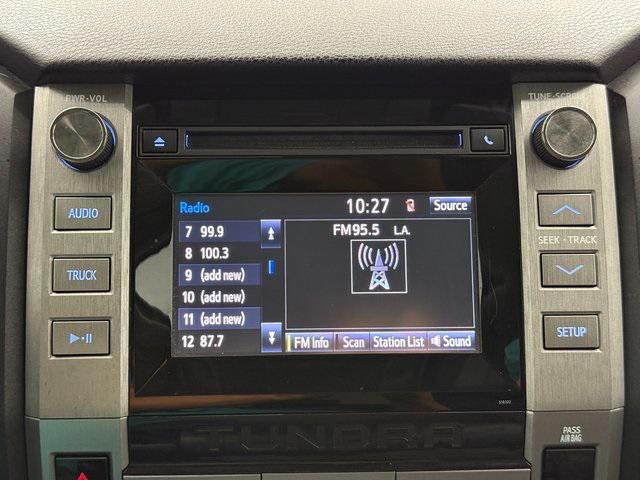 PWR·VOL
TUNE·SCROLL
AUDIO
TRUCK
Radio
10:27
Source
7 99.9
8 100.3
9 (add new)
10 (add new)
11 (add new)
12 87.7
FM95.5 L.A.
FM Info
Scan
Station List
Sound
SEEK · TRACK
SETUP
518300
PASS
AIR BAG
TUNDRA